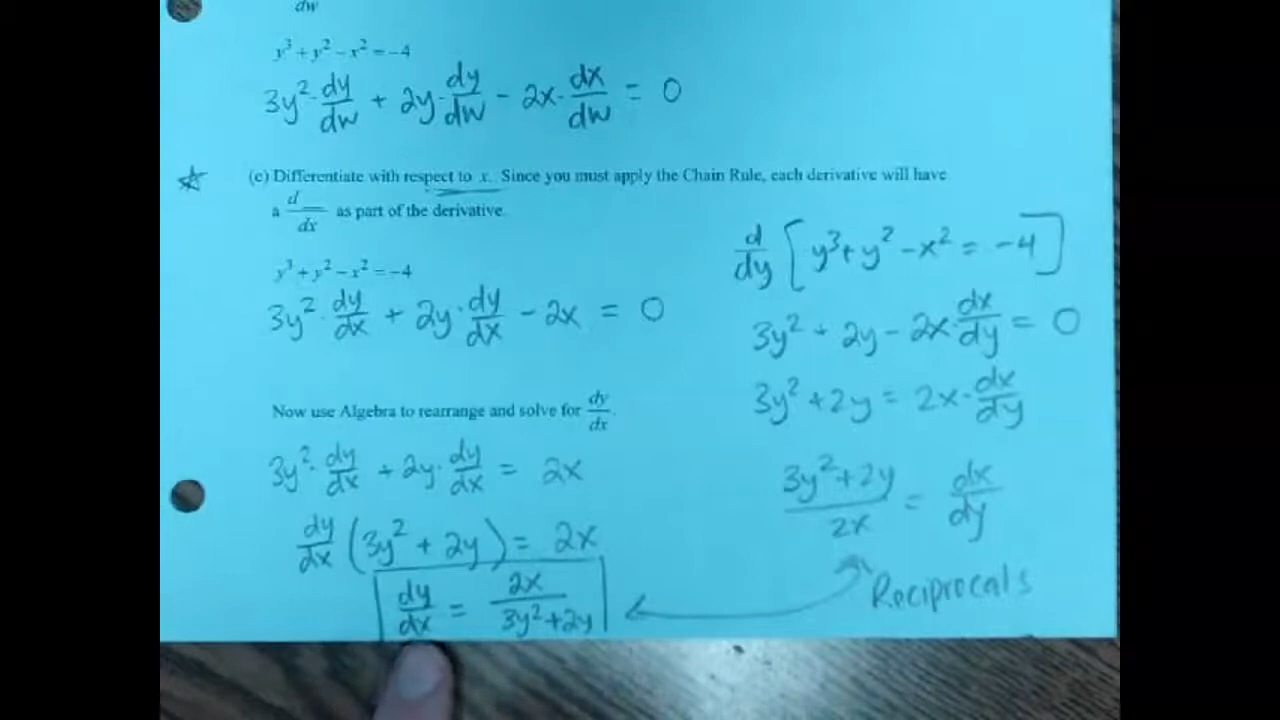 dw
y³ + y² − x² = −4
3y² · dy/dw + 2y · dy/dw − 2x · dx/dw = 0
(c) Differentiate with respect to x. Since you must apply the Chain Rule, each derivative will have
a d__/dx as part of the derivative.
y³ + y² − x² = −4
3y² · dy/dx + 2y · dy/dx − 2x = 0
Now use Algebra to rearrange and solve for dy/dx.
3y² · dy/dx + 2y · dy/dx = 2x
dy/dx (3y² + 2y) = 2x
dy/dx = 2x/(3y² + 2y)
d/dy [y³ + y² − x² = −4]
3y² + 2y − 2x · dx/dy = 0
3y² + 2y = 2x · dx/dy
(3y² + 2y)/2x = dx/dy
Reciprocals